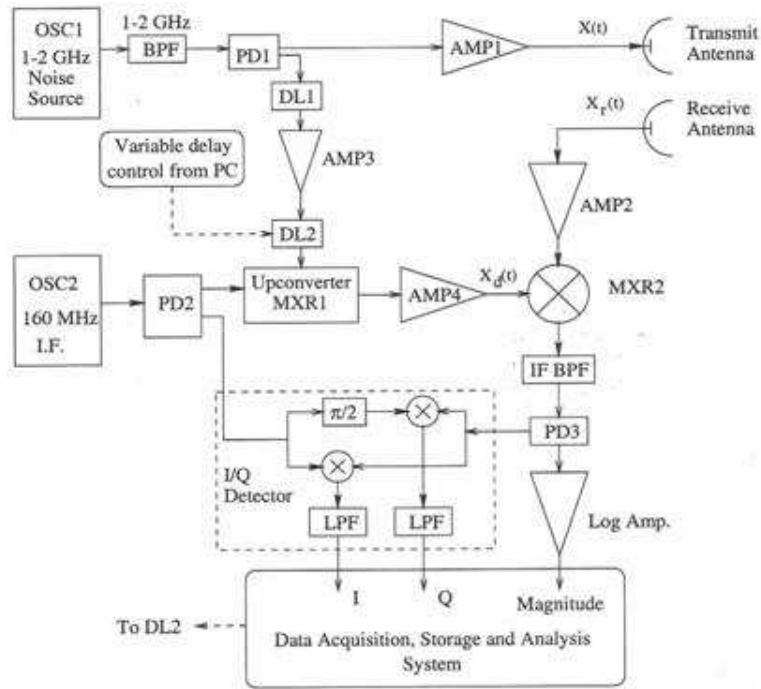 OSC1
1-2 GHz
Noise
Source
1-2 GHz
BPF
PD1
AMP1
X(t)
Transmit
Antenna
DL1
X_r(t)
Receive
Antenna
Variable delay
control from PC
AMP3
AMP2
DL2
OSC2
160 MHz
I.F.
PD2
Upconverter
MXR1
AMP4
X_d(t)
MXR2
IF BPF
π/2
PD3
I/Q
Detector
LPF
LPF
Log Amp.
I
Q
Magnitude
To DL2
Data Acquisition, Storage and Analysis
System